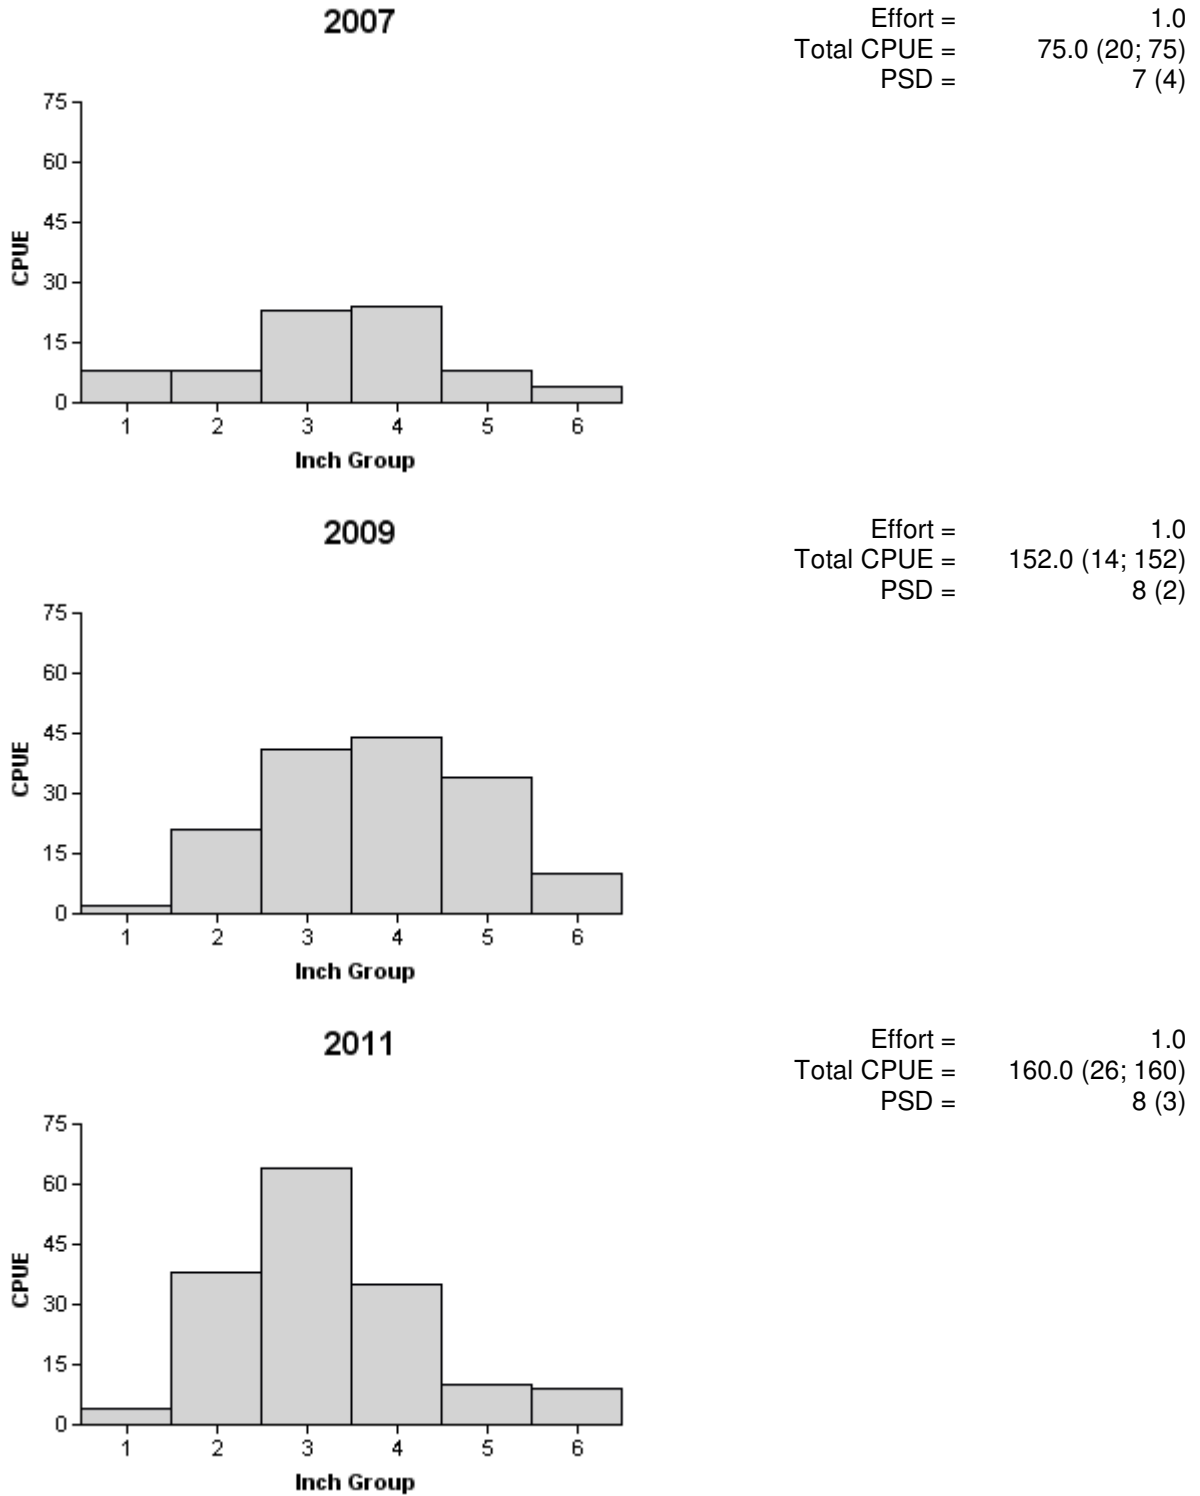 2007
Effort = 1.0
Total CPUE = 75.0 (20; 75)
PSD = 7 (4)
75
60
45
30
15
0
CPUE
1 2 3 4 5 6
Inch Group
2009
Effort = 1.0
Total CPUE = 152.0 (14; 152)
PSD = 8 (2)
75
60
45
30
15
0
CPUE
1 2 3 4 5 6
Inch Group
2011
Effort = 1.0
Total CPUE = 160.0 (26; 160)
PSD = 8 (3)
75
60
45
30
15
0
CPUE
1 2 3 4 5 6
Inch Group